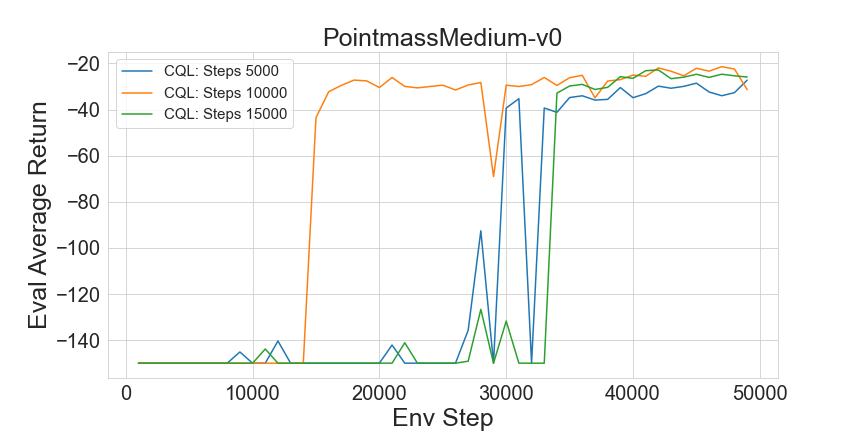 PointmassMedium-v0
CQL: Steps 5000
CQL: Steps 10000
CQL: Steps 15000
Eval Average Return
−20
−40
−60
−80
−100
−120
−140
0 10000 20000 30000 40000 50000
Env Step